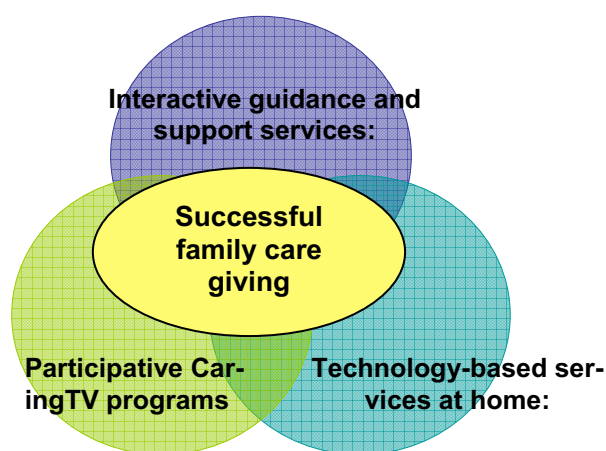 Interactive guidance and
support services:
Successful
family care
giving
Participative Car-
ingTV programs
Technology-based ser-
vices at home: